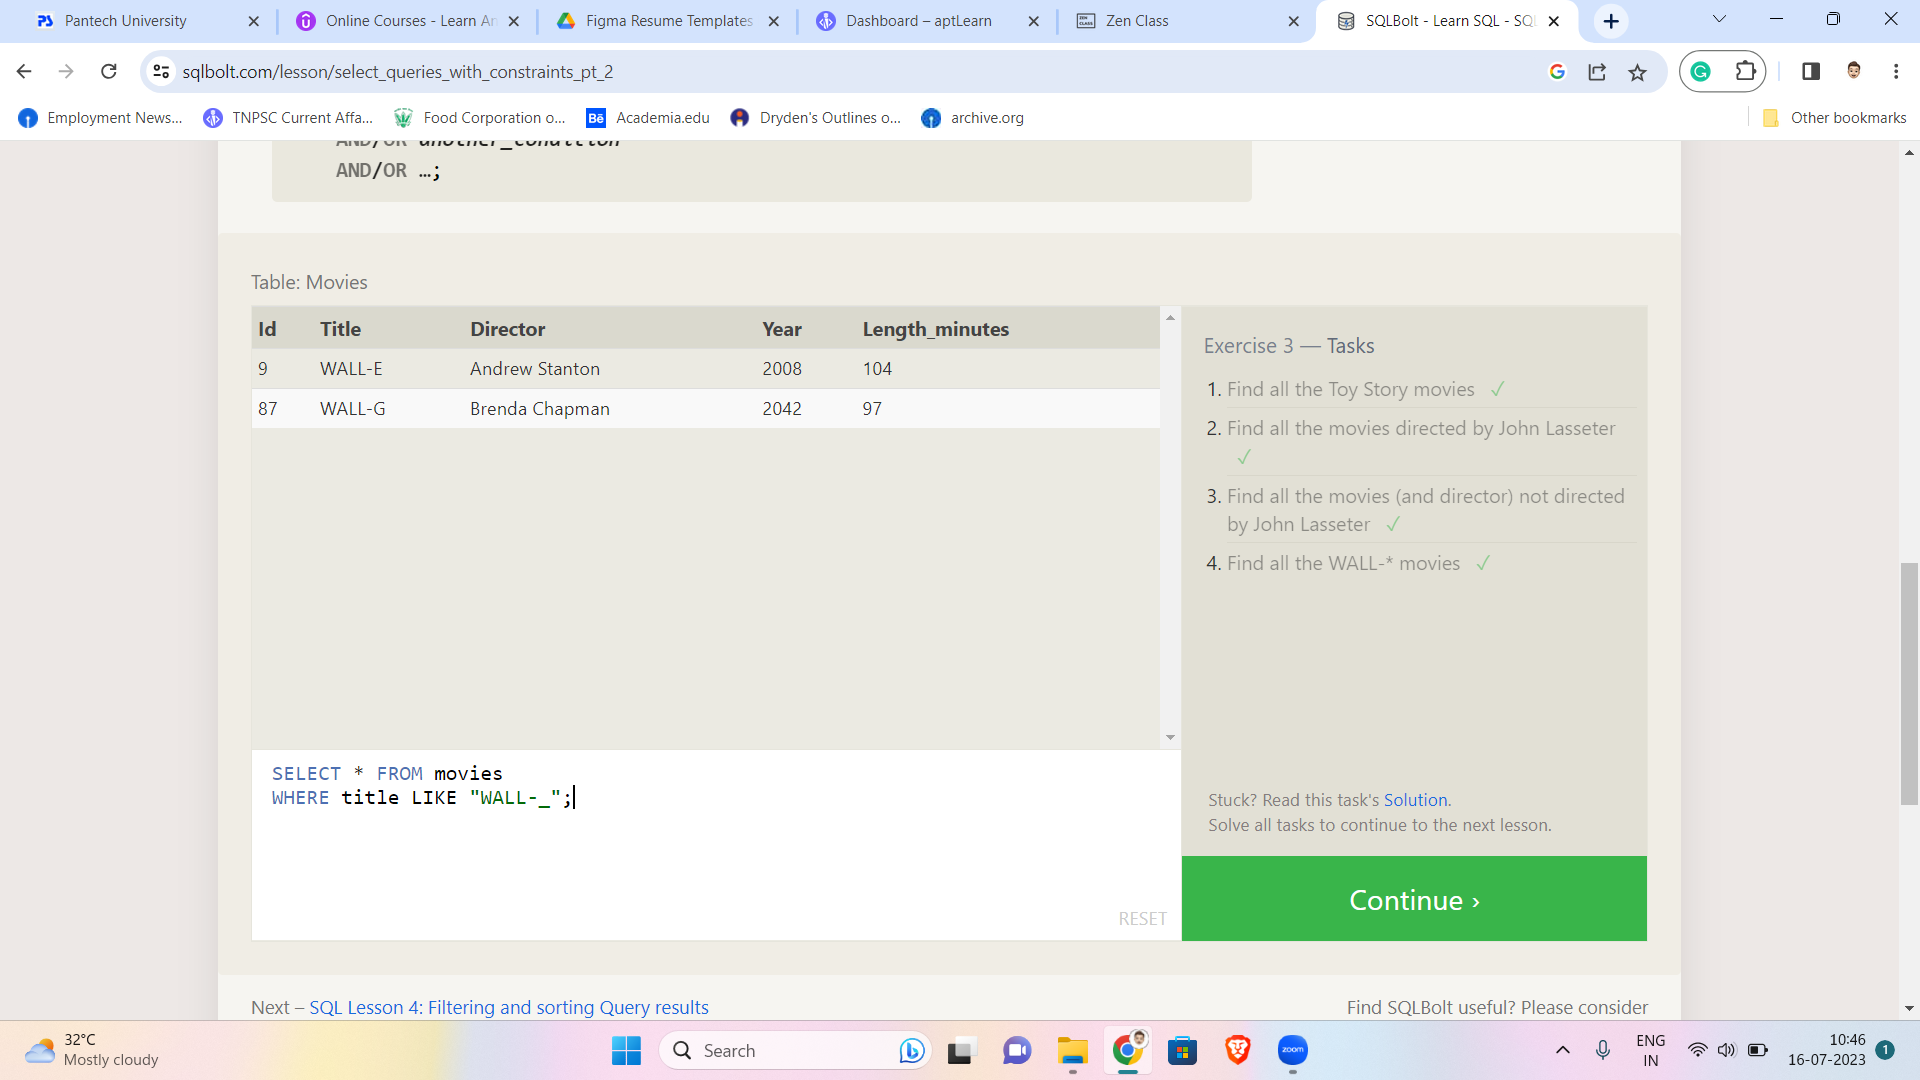 Pantech University
Online Courses - Learn An
Figma Resume Templates
Dashboard – aptLearn
Zen Class
SQLBolt - Learn SQL - SQL
sqlbolt.com/lesson/select_queries_with_constraints_pt_2
Employment News...
TNPSC Current Affa...
Food Corporation o...
Bē Academia.edu
Dryden's Outlines o...
archive.org
Other bookmarks
AND/OR another_condition
AND/OR …;
Table: Movies
Id Title Director Year Length_minutes
9 WALL-E Andrew Stanton 2008 104
87 WALL-G Brenda Chapman 2042 97
Exercise 3 — Tasks
1. Find all the Toy Story movies ✓
2. Find all the movies directed by John Lasseter
✓
3. Find all the movies (and director) not directed
by John Lasseter ✓
4. Find all the WALL-* movies ✓
SELECT * FROM movies
WHERE title LIKE "WALL-_";
RESET
Stuck? Read this task's Solution.
Solve all tasks to continue to the next lesson.
Continue ›
Next – SQL Lesson 4: Filtering and sorting Query results
Find SQLBolt useful? Please consider
32°C
Mostly cloudy
Search
zoom
ENG
IN
10:46
16-07-2023
1